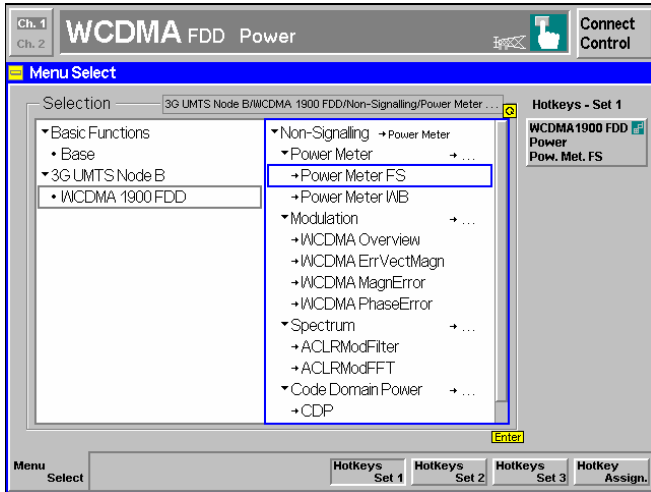 Ch. 1
Ch. 2
WCDMA FDD Power
Connect
Control
Menu Select
Selection
3G UMTS Node B/WCDMA 1900 FDD/Non-Signalling/Power Meter ...
Hotkeys - Set 1
Basic Functions
Base
3G UMTS Node B
WCDMA 1900 FDD
Non-Signalling → Power Meter
Power Meter → ...
→ Power Meter FS
→ Power Meter WB
Modulation → ...
→ WCDMA Overview
→ WCDMA ErrVectMagn
→ WCDMA MagnError
→ WCDMA PhaseError
Spectrum → ...
→ ACLRModFilter
→ ACLRModFFT
Code Domain Power → ...
→ CDP
WCDMA1900 FDD
Power
Pow. Met. FS
Enter
Menu
Select
Hotkeys
Set 1
Hotkeys
Set 2
Hotkeys
Set 3
Hotkey
Assign.